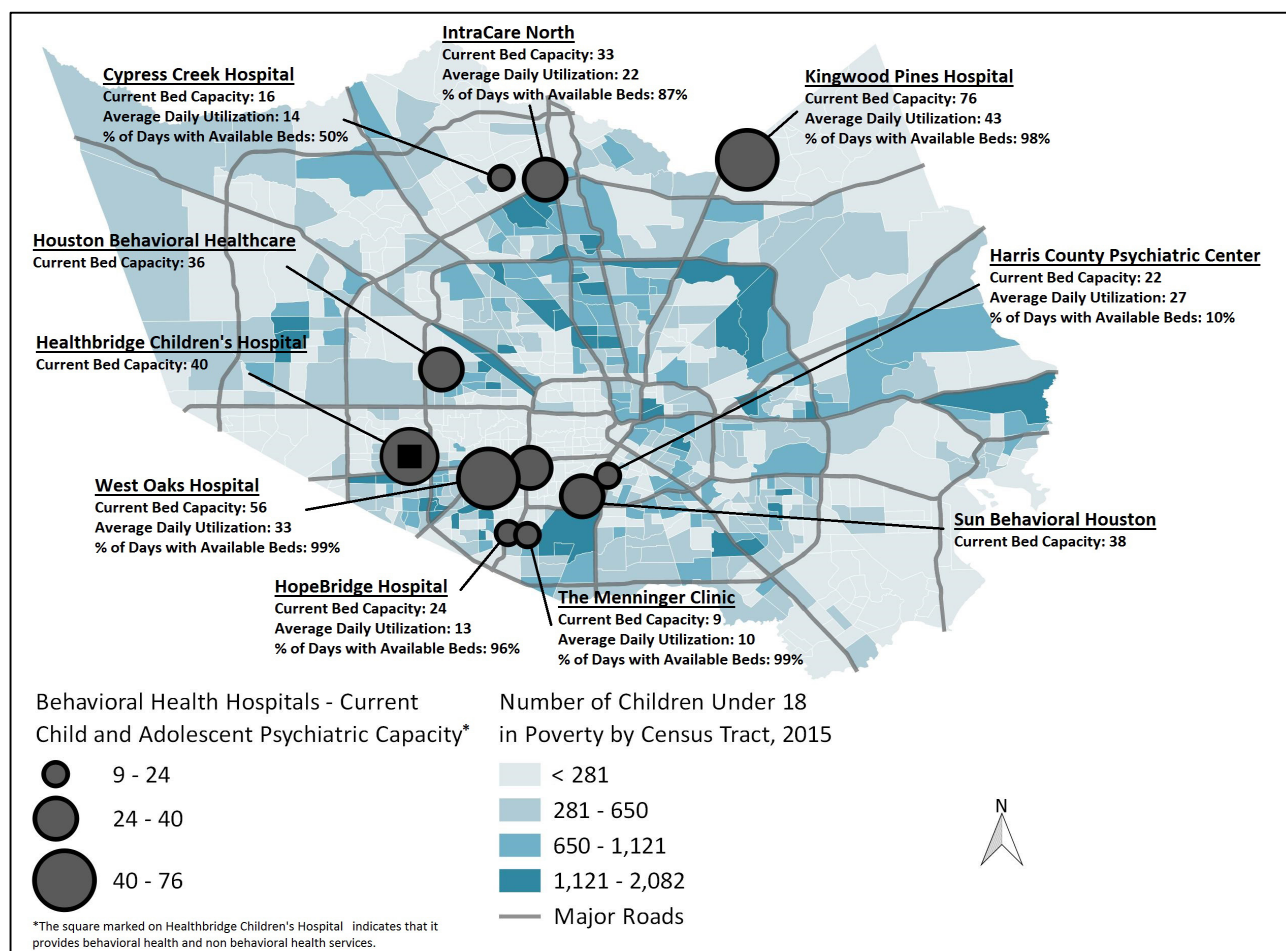 IntraCare North
Current Bed Capacity: 33
Average Daily Utilization: 22
% of Days with Available Beds: 87%
Cypress Creek Hospital
Current Bed Capacity: 16
Average Daily Utilization: 14
% of Days with Available Beds: 50%
Kingwood Pines Hospital
Current Bed Capacity: 76
Average Daily Utilization: 43
% of Days with Available Beds: 98%
Houston Behavioral Healthcare
Current Bed Capacity: 36
Harris County Psychiatric Center
Current Bed Capacity: 22
Average Daily Utilization: 27
% of Days with Available Beds: 10%
Healthbridge Children's Hospital
Current Bed Capacity: 40
West Oaks Hospital
Current Bed Capacity: 56
Average Daily Utilization: 33
% of Days with Available Beds: 99%
Sun Behavioral Houston
Current Bed Capacity: 38
HopeBridge Hospital
Current Bed Capacity: 24
Average Daily Utilization: 13
% of Days with Available Beds: 96%
The Menninger Clinic
Current Bed Capacity: 9
Average Daily Utilization: 10
% of Days with Available Beds: 99%
Behavioral Health Hospitals - Current
Child and Adolescent Psychiatric Capacity*
9 - 24
24 - 40
40 - 76
*The square marked on Healthbridge Children's Hospital indicates that it
provides behavioral health and non behavioral health services.
Number of Children Under 18
in Poverty by Census Tract, 2015
< 281
281 - 650
650 - 1,121
1,121 - 2,082
Major Roads
N